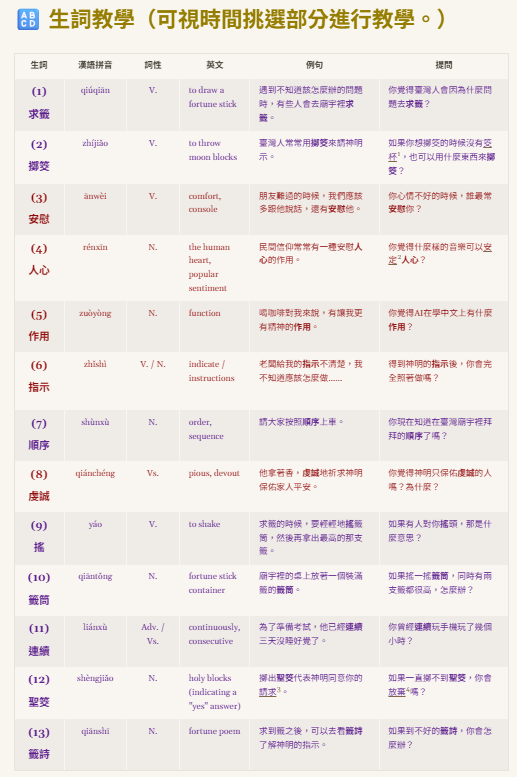 ABCD 生詞教學（可視時間挑選部分進行教學。）
生詞 漢語拼音 詞性 英文 例句 提問
(1) 求籤 qiúqiān V. to draw a fortune stick 遇到不知道該怎麼辦的問題時，有些人會去廟宇裡求籤。 你覺得臺灣人會因為什麼問題去求籤？
(2) 擲筊 zhíjiǎo V. to throw moon blocks 臺灣人常常用擲筊來請神明示。 如果你想擲筊的時候沒有筊杯1，也可以用什麼東西來擲筊？
(3) 安慰 ānwèi V. comfort, console 朋友難過的時候，我們應該多跟他說話，還有安慰他。 你心情不好的時候，誰最常安慰你？
(4) 人心 rénxīn N. the human heart, popular sentiment 民間信仰常常有一種安慰人心的作用。 你覺得什麼樣的音樂可以安定2人心？
(5) 作用 zuòyòng N. function 喝咖啡對我來說，有讓我更有精神的作用。 你覺得AI在學中文上有什麼作用？
(6) 指示 zhǐshì V. / N. indicate / instructions 老闆給我的指示不清楚，我不知道應該怎麼做…… 得到神明的指示後，你會完全照著做嗎？
(7) 順序 shùnxù N. order, sequence 請大家按照順序上車。 你現在知道在臺灣廟宇裡拜拜的順序了嗎？
(8) 虔誠 qiánchéng Vs. pious, devout 他拿著香，虔誠地祈求神明保佑家人平安。 你覺得神明只保佑虔誠的人嗎？為什麼？
(9) 搖 yáo V. to shake 求籤的時候，要輕輕地搖籤筒，然後再拿出最高的那支籤。 如果有人對你搖頭，那是什麼意思？
(10) 籤筒 qiāntǒng N. fortune stick container 廟宇裡的桌上放著一個裝滿籤的籤筒。 如果搖一搖籤筒，同時有兩支籤都很高，怎麼辦？
(11) 連續 liánxù Adv. / Vs. continuously, consecutive 為了準備考試，他已經連續三天沒睡好覺了。 你曾經連續玩手機玩了幾個小時？
(12) 聖筊 shèngjiǎo N. holy blocks (indicating a "yes" answer) 擲出聖筊代表神明同意你的請求3。 如果一直擲不到聖筊，你會放棄4嗎？
(13) 籤詩 qiānshī N. fortune poem 求到籤之後，可以去看籤詩了解神明的指示。 如果求到不好的籤詩，你會怎麼辦？